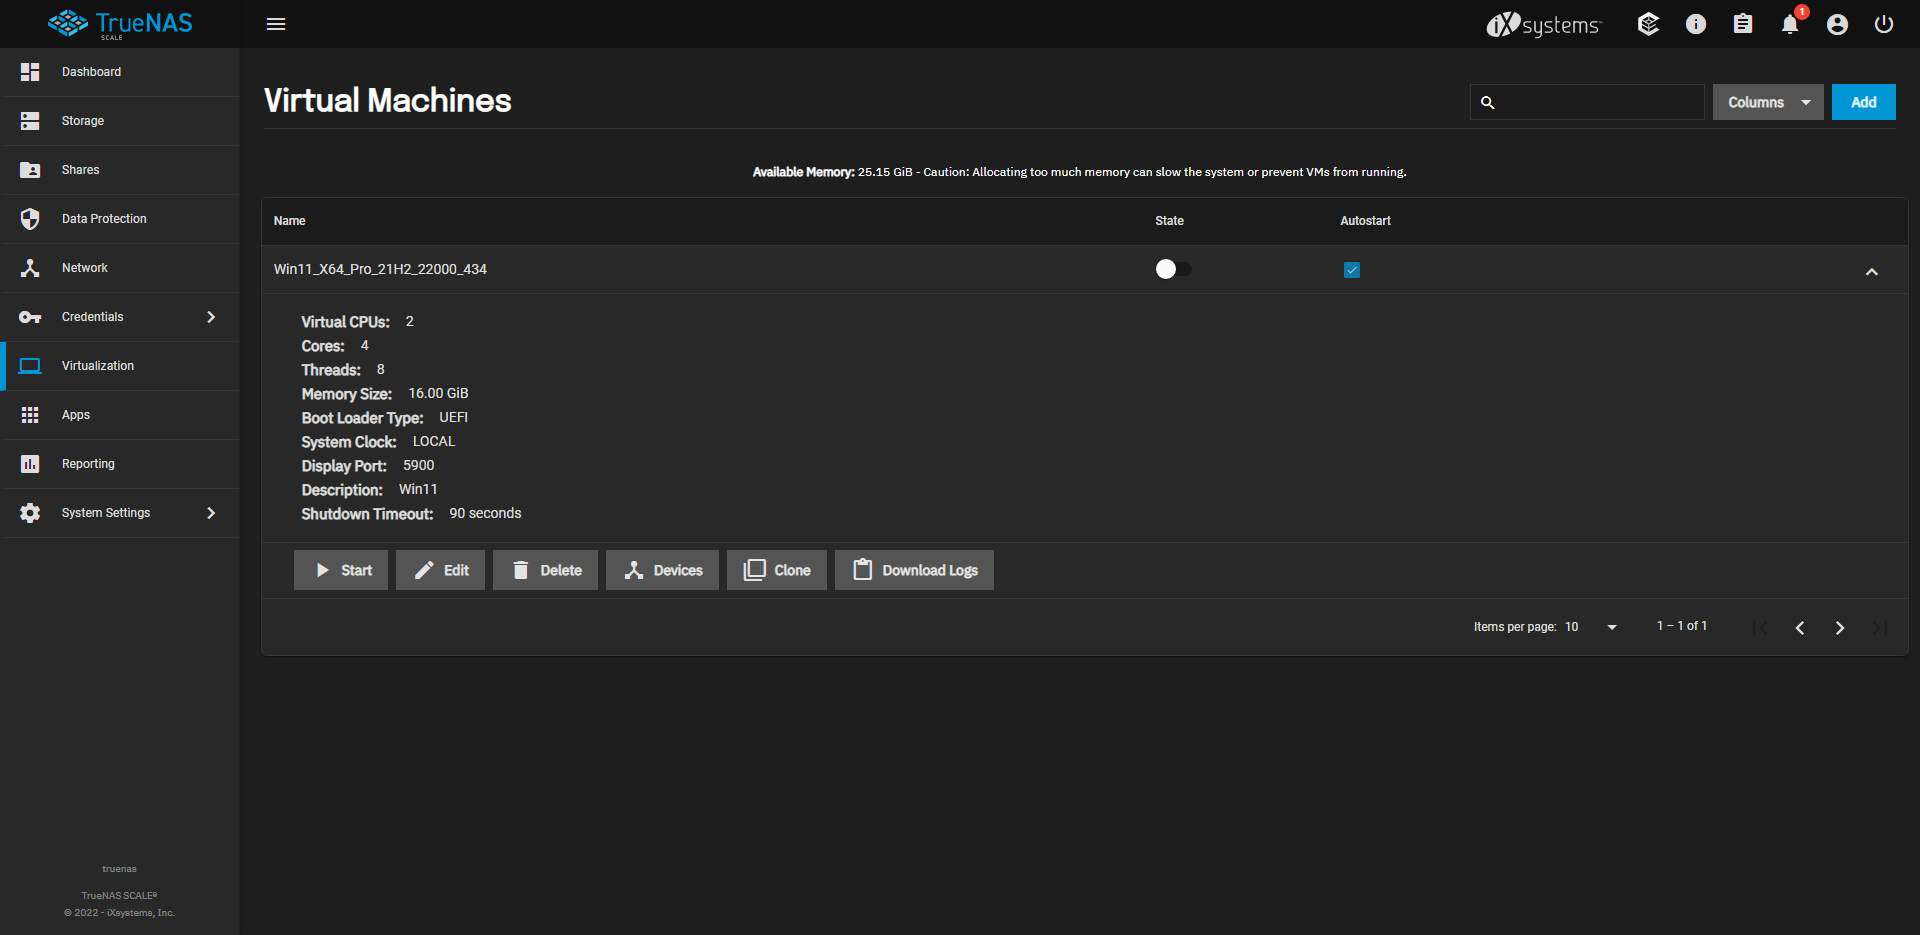 TrueNAS
SCALE
iXsystems™
1
Dashboard
Storage
Shares
Data Protection
Network
Credentials
Virtualization
Apps
Reporting
System Settings
truenas
TrueNAS SCALE®
© 2022 - iXsystems, Inc.
Virtual Machines
Columns
Add
Available Memory: 25.15 GiB - Caution: Allocating too much memory can slow the system or prevent VMs from running.
Name State Autostart
Win11_X64_Pro_21H2_22000_434
Virtual CPUs: 2
Cores: 4
Threads: 8
Memory Size: 16.00 GiB
Boot Loader Type: UEFI
System Clock: LOCAL
Display Port: 5900
Description: Win11
Shutdown Timeout: 90 seconds
Start Edit Delete Devices Clone Download Logs
Items per page: 10 1 – 1 of 1